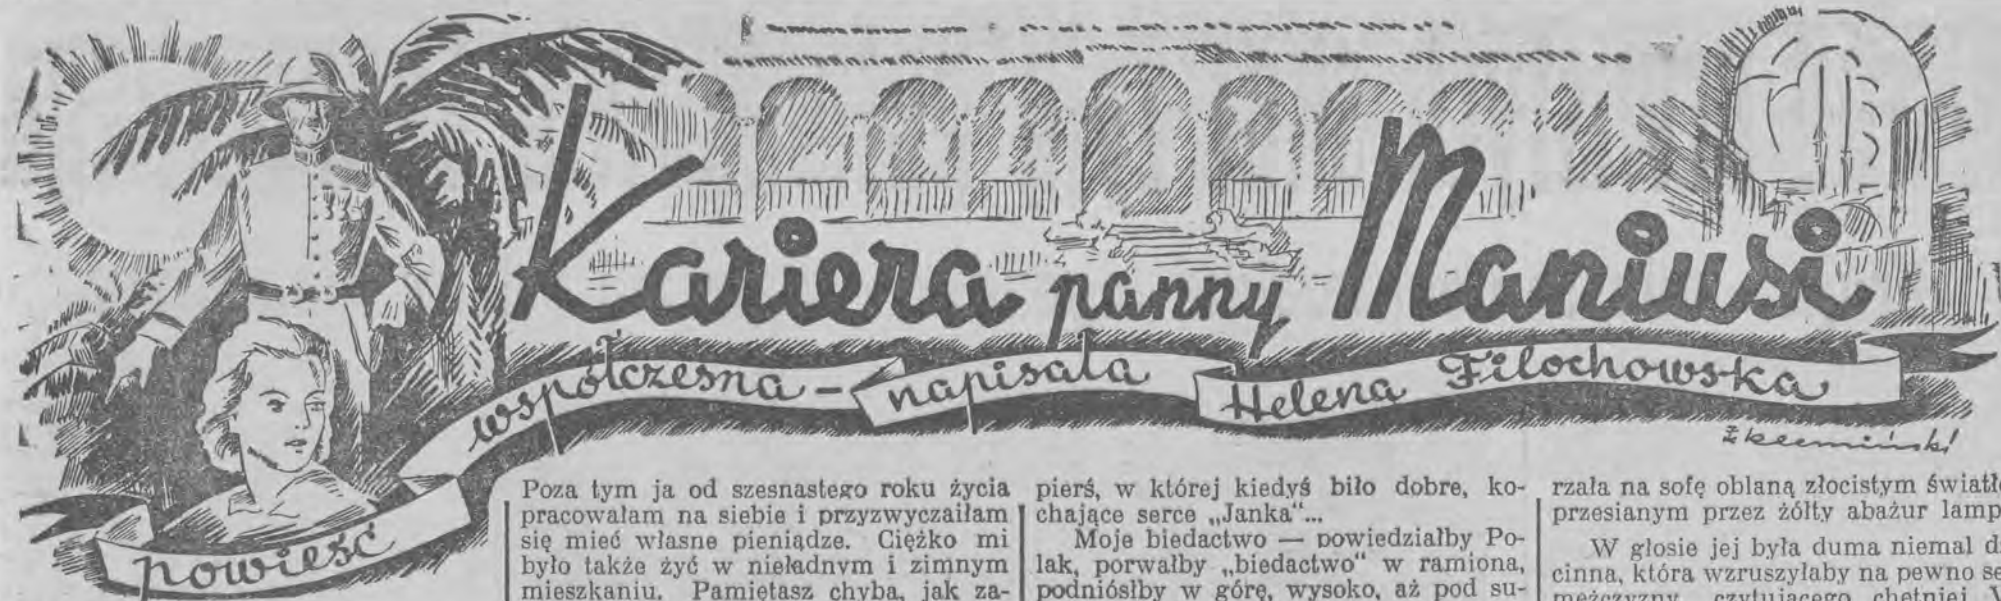 Kariera panny Maniusi
powieść współczesna – napisała Helena Filochowska
Poza tym ja od szesnastego roku życia
pracowałam na siebie i przyzwyczaiłam
się mieć własne pieniądze. Ciężko mi
było także żyć w nieładnym i zimnym
mieszkaniu. Pamiętasz chyba, jak za-
pierś, w której kiedyś biło dobre, ko-
chające serce „Janka“...
Moje biedactwo — powiedziałby Po-
lak, porwałby „biedactwo“ w ramiona,
podniósłby w górę, wysoko, aż pod su-
rzała na sofę oblaną złocistym światł
przesianym przez żółty abażur lamp
W głosie jej była duma niemal
cinna, która wzruszyłaby na pewno
mężczyzny, czytującego chętniej